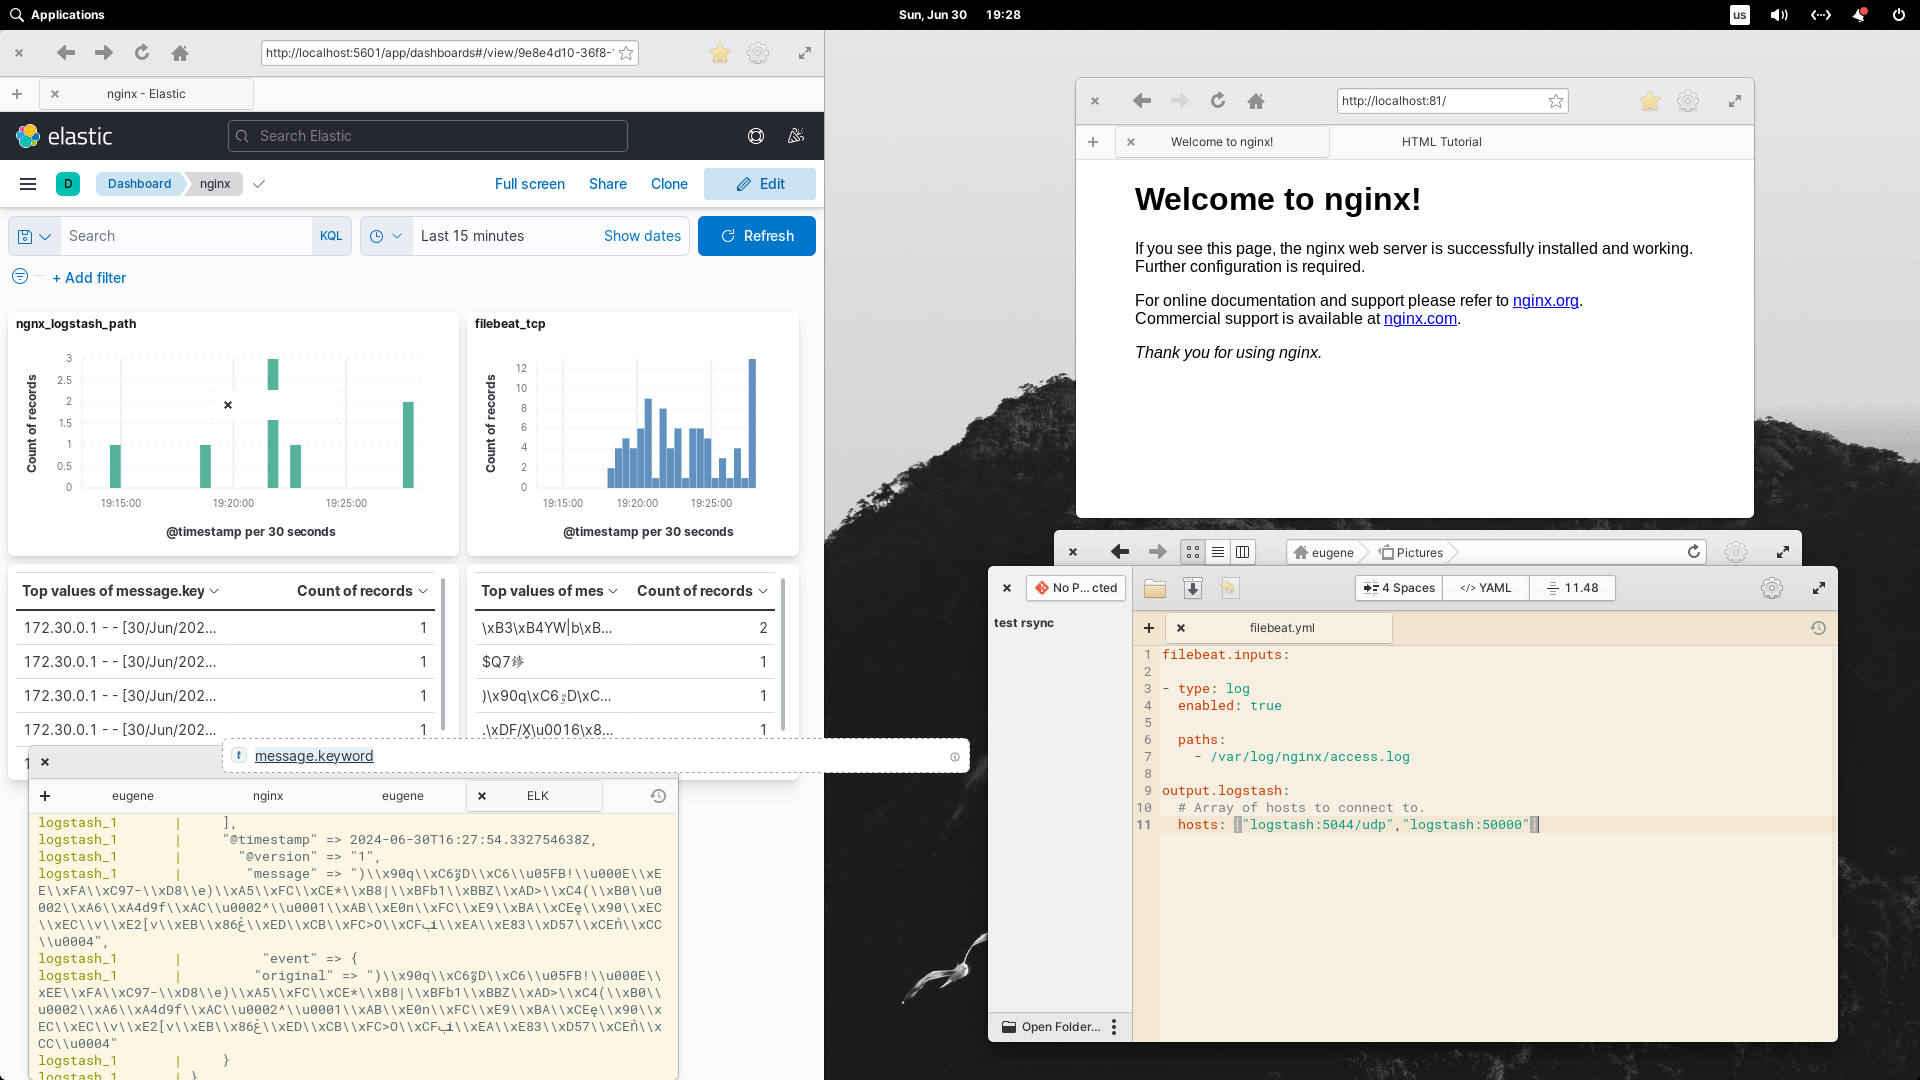 Applications
Sun, Jun 30 19:28
us
http://localhost:5601/app/dashboards#/view/9e8e4d10-36f8-
nginx - Elastic
elastic
Search Elastic
D
Dashboard
nginx
Full screen
Share
Clone
Edit
Search
KQL
Last 15 minutes
Show dates
Refresh
+ Add filter
ngnx_logstash_path
Count of records
3
2.5
2
1.5
1
0.5
0
19:15:00
19:20:00
19:25:00
@timestamp per 30 seconds
filebeat_tcp
Count of records
12
10
8
6
4
2
0
19:15:00
19:20:00
19:25:00
@timestamp per 30 seconds
Top values of message.key
Count of records
172.30.0.1 - - [30/Jun/202...
1
172.30.0.1 - - [30/Jun/202...
1
172.30.0.1 - - [30/Jun/202...
1
172.30.0.1 - - [30/Jun/202...
1
Top values of mes
Count of records
\xB3\xB4YW|b\xB...
2
1
1
1
t
message.keyword
eugene
nginx
eugene
ELK
logstash_1 | ],
logstash_1 | "@timestamp" => 2024-06-30T16:27:54.332754638Z,
logstash_1 | "@version" => "1",
logstash_1 | "message" => ")\\x90q\\xC6
D\\xC6\\u05FB!\\u000E\\xE
E\\xFA\\xC97-\\xD8\\e)\\xA5\\xFC\\xCE*\\xB8|\\xBFb1\\xBBZ\\xAD>\\xC4(\\xB0\\u0
002\\xA6\\xA4d9f\\xAC\\u0002^\\u0001\\xAB\\xE0n\\xFC\\xE9\\xBA\\xCEę\\x90\\xEC
\\xEC\\v\\xE2[v\\xEB\\x86
\\xED\\xCB\\xFC>O\\xCF
\\xEA\\xE83\\xD57\\xCEǹ\\xCC
\\u0004",
logstash_1 | "event" => {
logstash_1 | "original" => ")\\x90q\\xC6
D\\xC6\\u05FB!\\u000E\\
xEE\\xFA\\xC97-\\xD8\\e)\\xA5\\xFC\\xCE*\\xB8|\\xBFb1\\xBBZ\\xAD>\\xC4(\\xB0\\
u0002\\xA6\\xA4d9f\\xAC\\u0002^\\u0001\\xAB\\xE0n\\xFC\\xE9\\xBA\\xCEę\\x90\\x
EC\\xEC\\v\\xE2[v\\xEB\\x86
\\xED\\xCB\\xFC>O\\xCF
\\xEA\\xE83\\xD57\\xCEǹ\\x
CC\\u0004"
logstash_1 | }
logstash_1 | }
http://localhost:81/
Welcome to nginx!
HTML Tutorial
Welcome to nginx!
If you see this page, the nginx web server is successfully installed and working.
Further configuration is required.
For online documentation and support please refer to nginx.org.
Commercial support is available at nginx.com.
Thank you for using nginx.
eugene
Pictures
No P... cted
4 Spaces
</> YAML
11.48
test rsync
filebeat.yml
1 filebeat.inputs:
2
3 - type: log
4 enabled: true
5
6 paths:
7 - /var/log/nginx/access.log
8
9 output.logstash:
10 # Array of hosts to connect to.
11 hosts: ["logstash:5044/udp","logstash:50000"]
Open Folder...